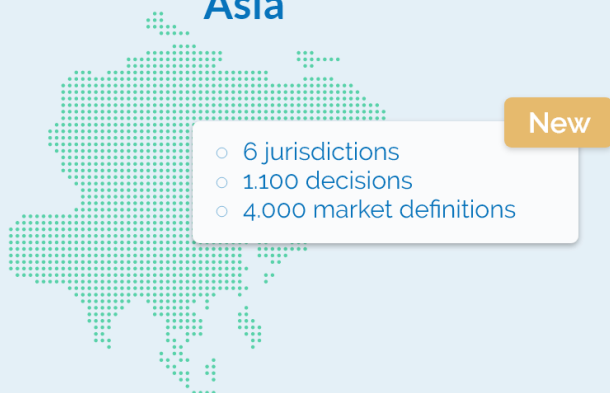 Asia
New
6 jurisdictions
1.100 decisions
4.000 market definitions